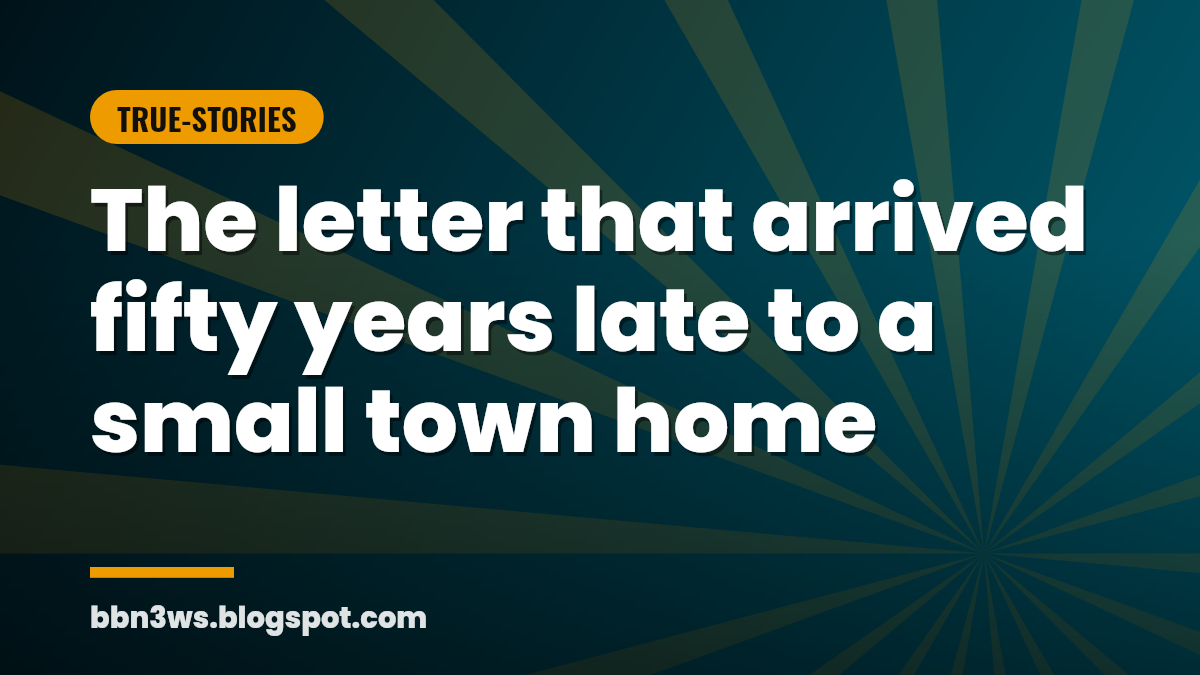 TRUE-STORIES
The letter that arrived
fifty years late to a
small town home
bbn3ws.blogspot.com